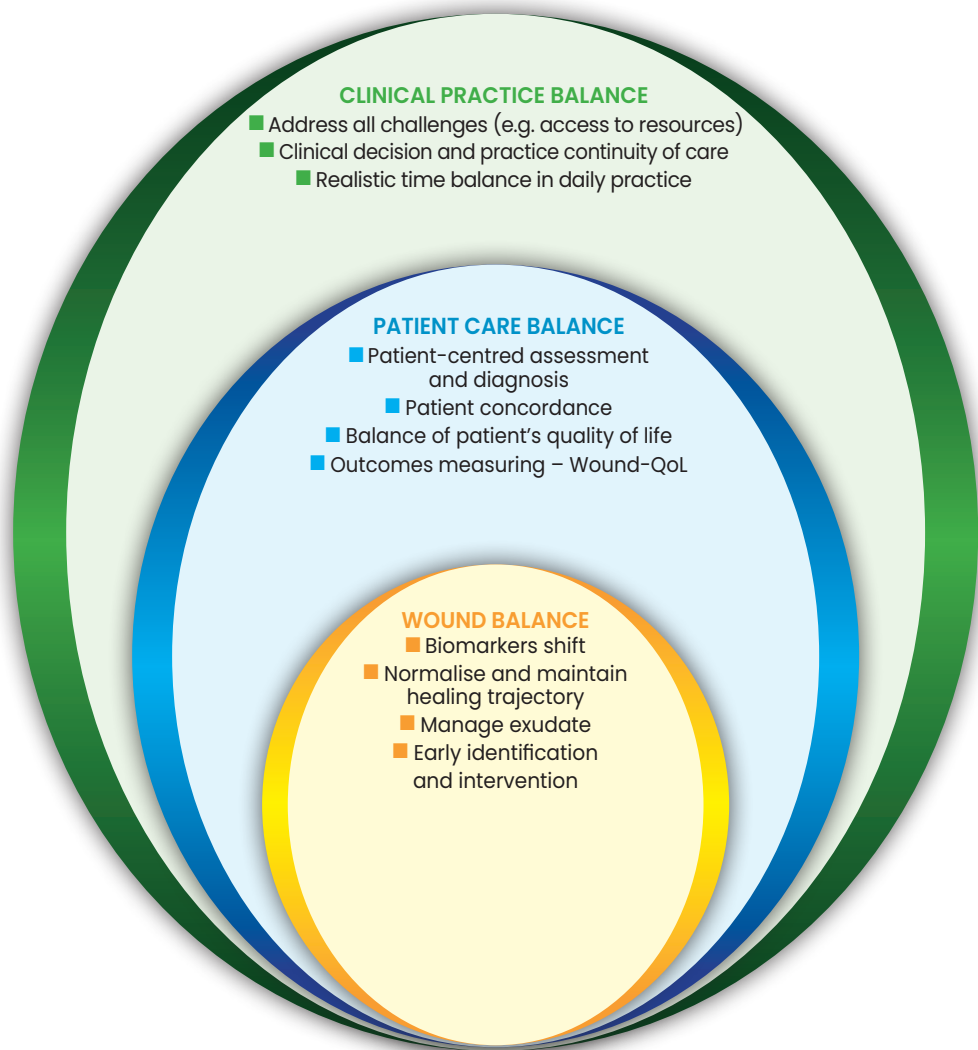 CLINICAL PRACTICE BALANCE
■ Address all challenges (e.g. access to resources)
■ Clinical decision and practice continuity of care
■ Realistic time balance in daily practice
PATIENT CARE BALANCE
■ Patient-centred assessment
and diagnosis
■ Patient concordance
■ Balance of patient’s quality of life
■ Outcomes measuring – Wound-QoL
WOUND BALANCE
■ Biomarkers shift
■ Normalise and maintain
healing trajectory
■ Manage exudate
■ Early identification
and intervention